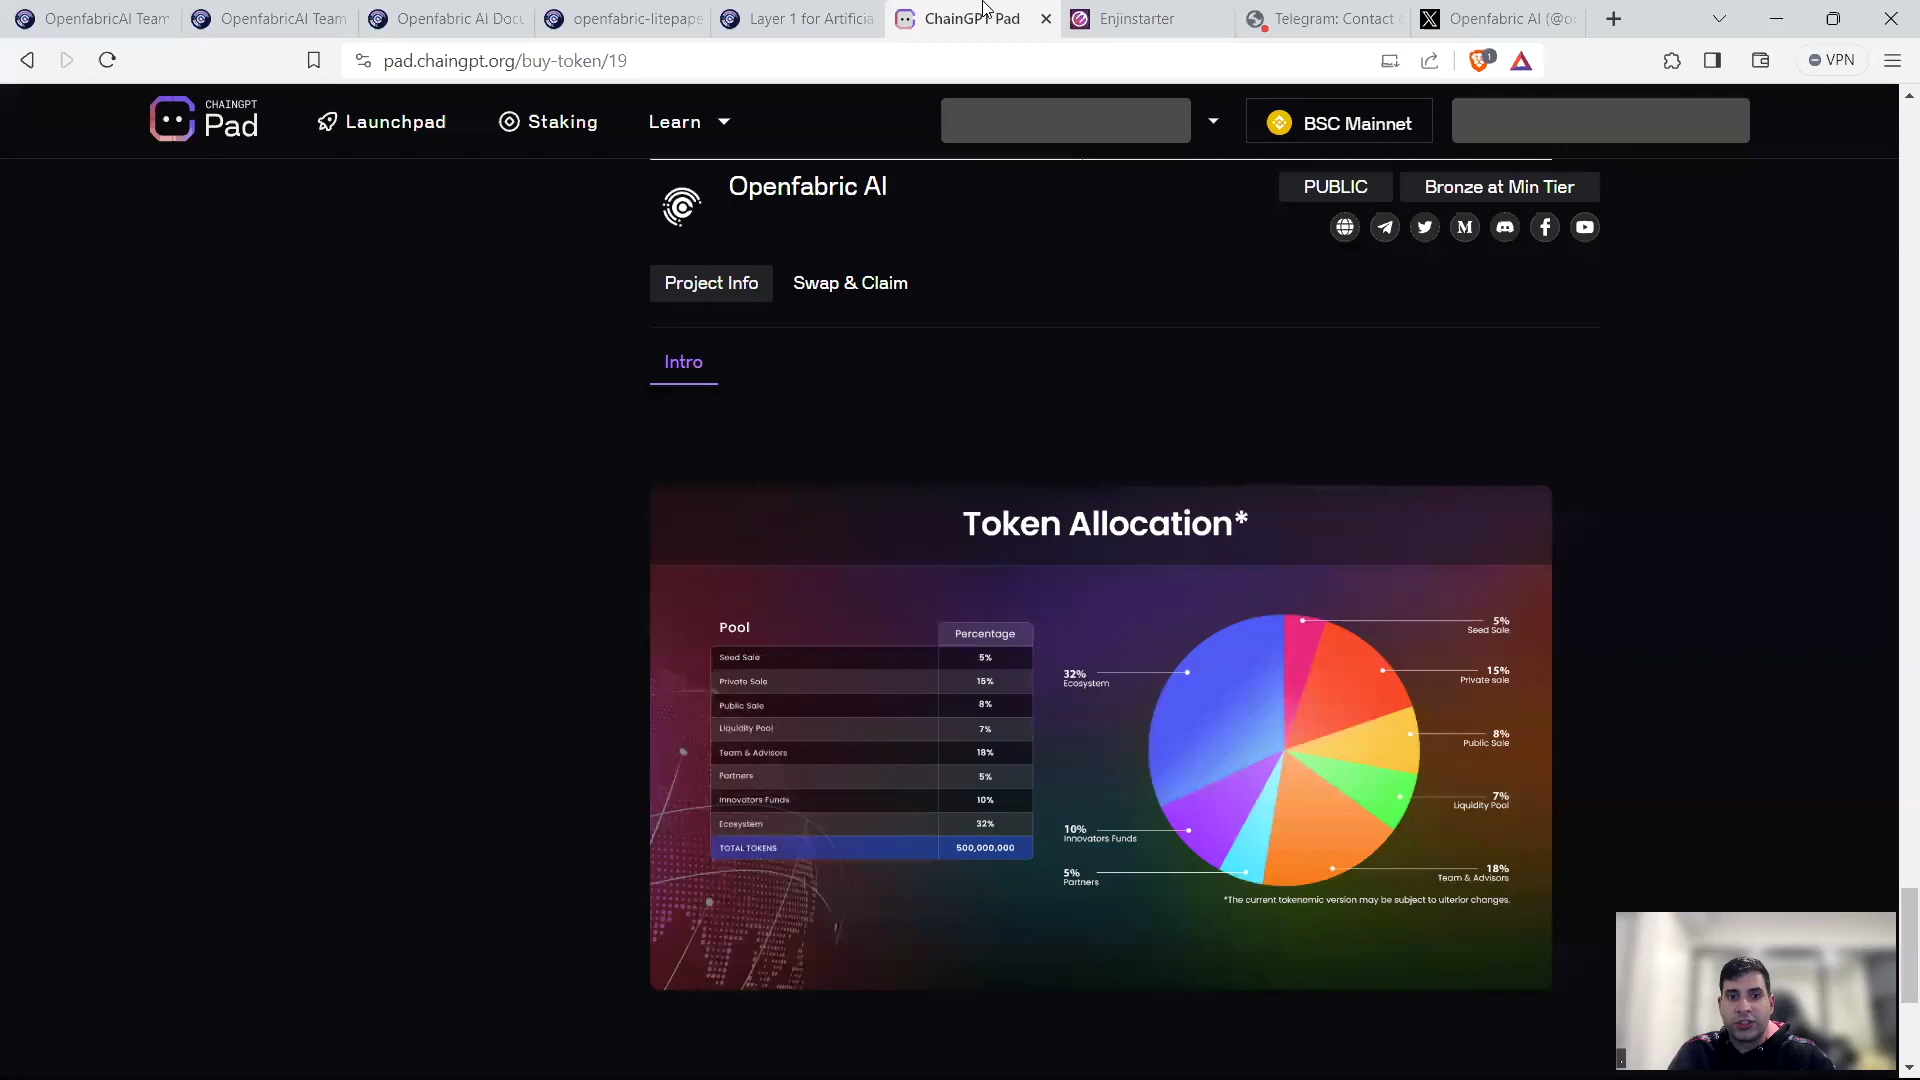 OpenfabricAI Team
OpenfabricAI Team
Openfabric AI Docu
openfabric-litepape
Layer 1 for Artificia
ChainGPT Pad
Enjinstarter
Telegram: Contact @
Openfabric AI (@o
pad.chaingpt.org/buy-token/19
1
VPN
CHAINGPT
Pad
Launchpad
Staking
Learn
BSC Mainnet
Openfabric AI
PUBLIC
Bronze at Min Tier
Project Info
Swap & Claim
Intro
Token Allocation*
Pool
Percentage
Seed Sale 5%
Private Sale 15%
Public Sale 8%
Liquidity Pool 7%
Team & Advisors 18%
Partners 5%
Innovators Funds 10%
Ecosystem 32%
TOTAL TOKENS 500,000,000
5%
Seed Sale
15%
Private sale
8%
Public Sale
7%
Liquidity Pool
18%
Team & Advisors
32%
Ecosystem
10%
Innovators Funds
5%
Partners
*The current tokenomic version may be subject to ulterior changes.